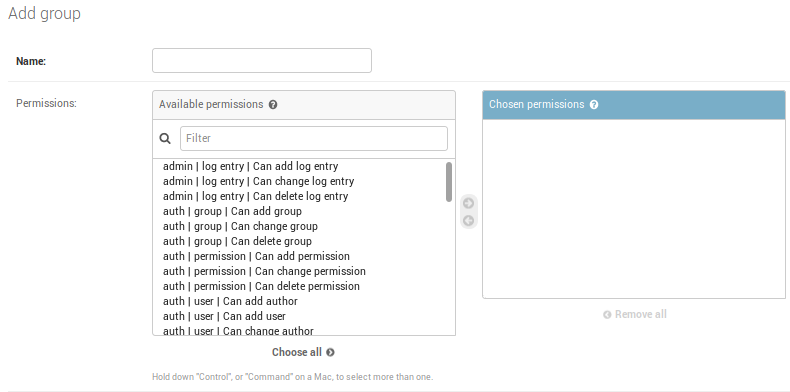 Add group
Name:
Permissions:
Available permissions ?
Filter
admin | log entry | Can add log entry
admin | log entry | Can change log entry
admin | log entry | Can delete log entry
auth | group | Can add group
auth | group | Can change group
auth | group | Can delete group
auth | permission | Can add permission
auth | permission | Can change permission
auth | permission | Can delete permission
auth | user | Can add author
auth | user | Can add user
auth | user | Can change author
Choose all
Hold down "Control", or "Command" on a Mac, to select more than one.
Chosen permissions ?
Remove all